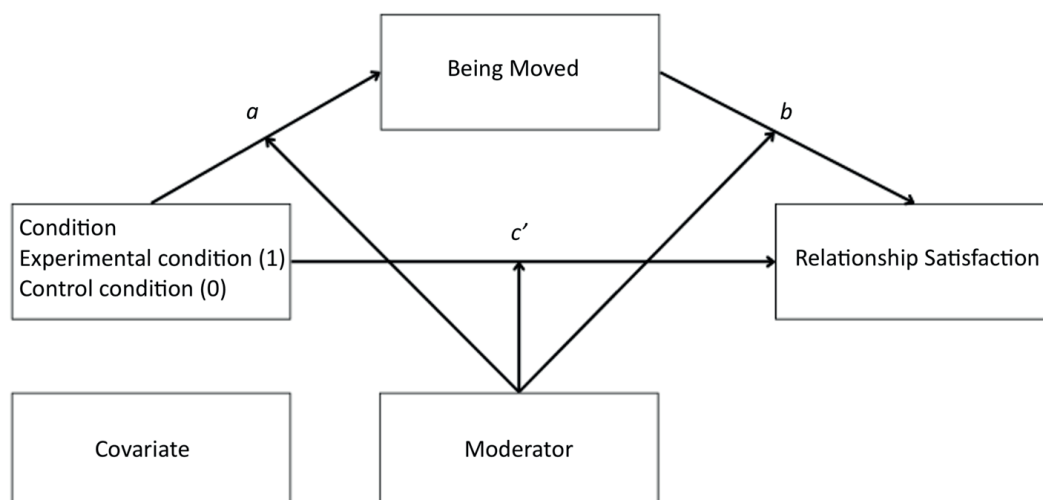 Being Moved
a
b
Condition
Experimental condition (1)
Control condition (0)
c’
Relationship Satisfaction
Covariate
Moderator